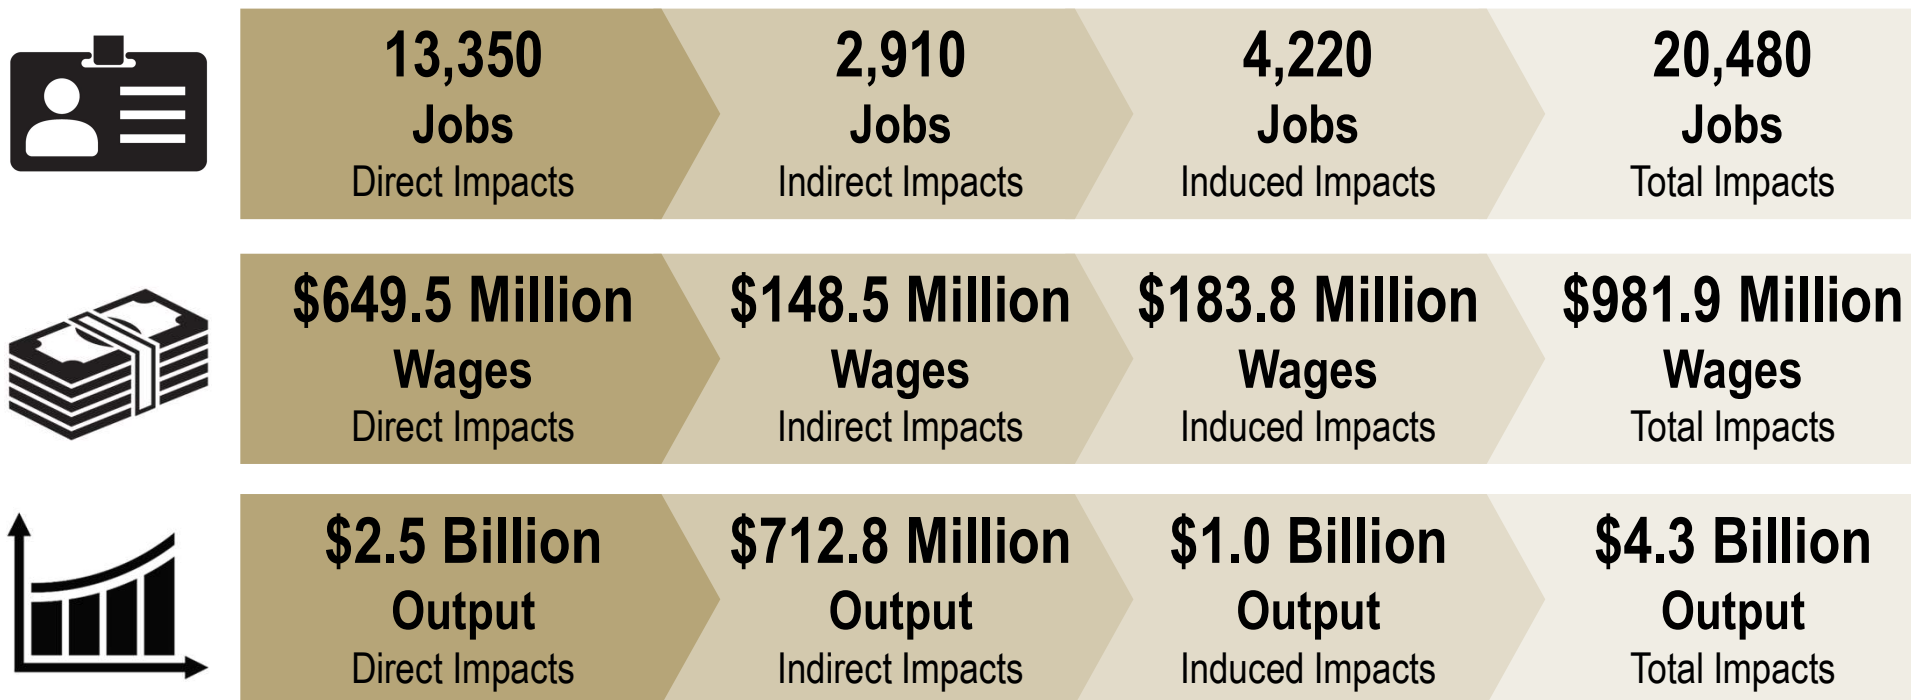 13,350
Jobs
Direct Impacts
2,910
Jobs
Indirect Impacts
4,220
Jobs
Induced Impacts
20,480
Jobs
Total Impacts
$649.5 Million
Wages
Direct Impacts
$148.5 Million
Wages
Indirect Impacts
$183.8 Million
Wages
Induced Impacts
$981.9 Million
Wages
Total Impacts
$2.5 Billion
Output
Direct Impacts
$712.8 Million
Output
Indirect Impacts
$1.0 Billion
Output
Induced Impacts
$4.3 Billion
Output
Total Impacts